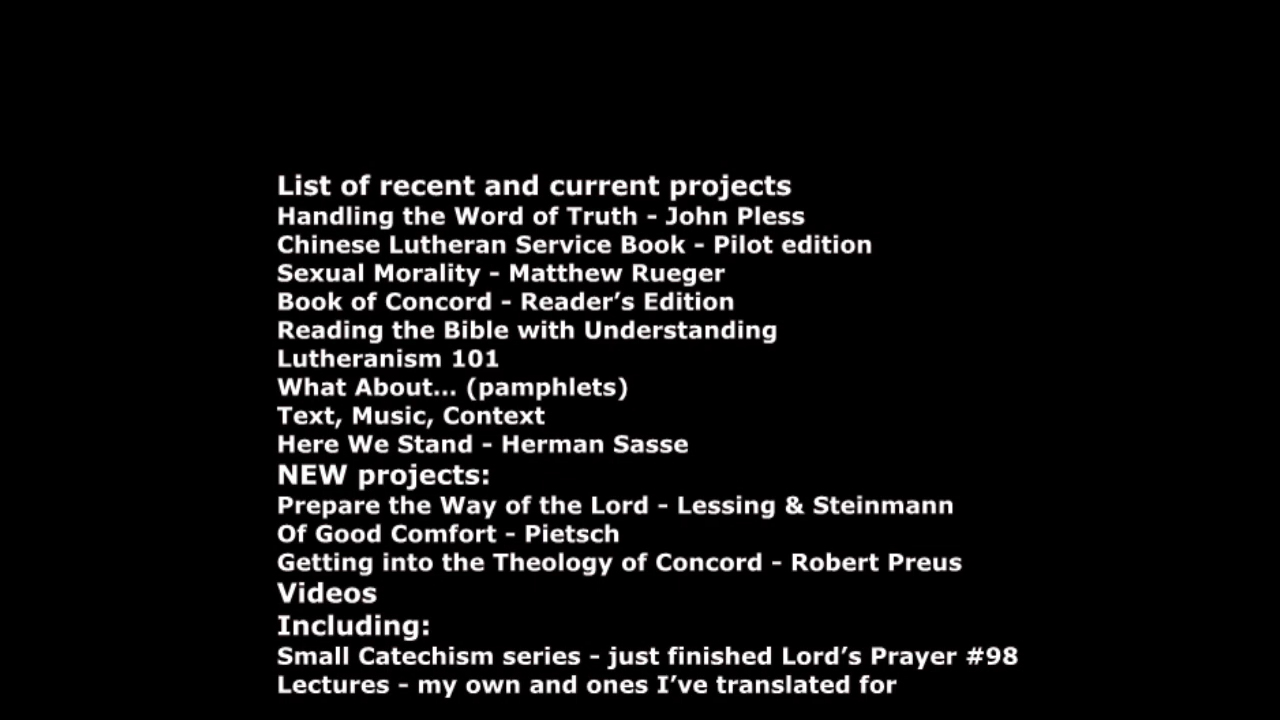 List of recent and current projects
Handling the Word of Truth - John Pless
Chinese Lutheran Service Book - Pilot edition
Sexual Morality - Matthew Rueger
Book of Concord - Reader’s Edition
Reading the Bible with Understanding
Lutheranism 101
What About... (pamphlets)
Text, Music, Context
Here We Stand - Herman Sasse
NEW projects:
Prepare the Way of the Lord - Lessing & Steinmann
Of Good Comfort - Pietsch
Getting into the Theology of Concord - Robert Preus
Videos
Including:
Small Catechism series - just finished Lord’s Prayer #98
Lectures - my own and ones I’ve translated for